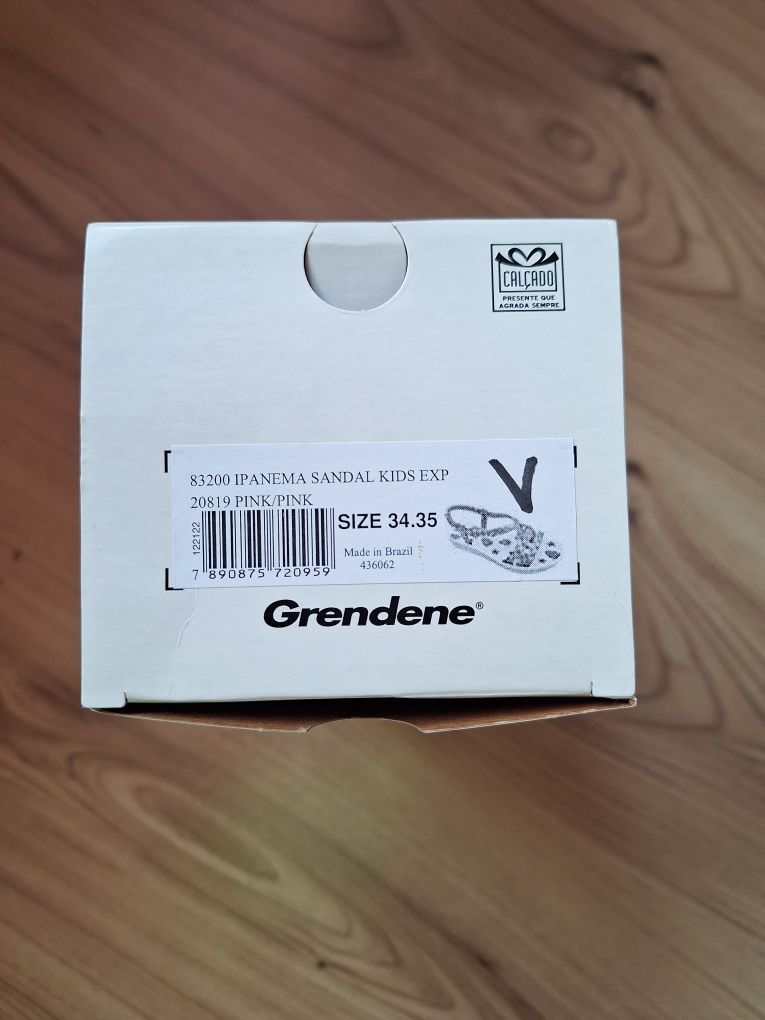 CALÇADO
PRESENTE QUE
AGRADA SEMPRE
83200 IPANEMA SANDAL KIDS EXP
20819 PINK/PINK
V
122122
SIZE 34.35
Made in Brazil
436062
7 890875 720959
Grendene®